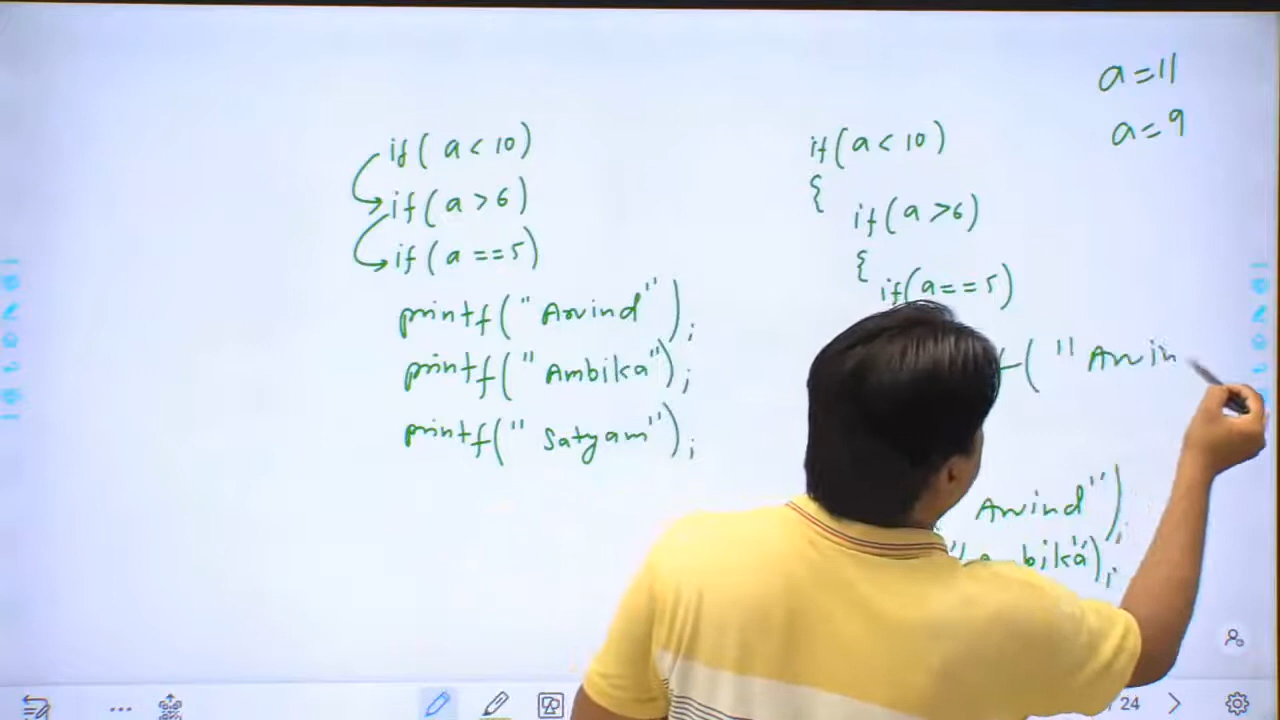 a=11
a=9
if( a < 10)
if( a > 6)
if( a ==5)
printf( "Arvind" );
printf( "Ambika");
printf( " Satyam");
if( a < 10)
{
if( a >6)
{
if(a== 5)
f( " Arvin
Arvind");
bika");
24